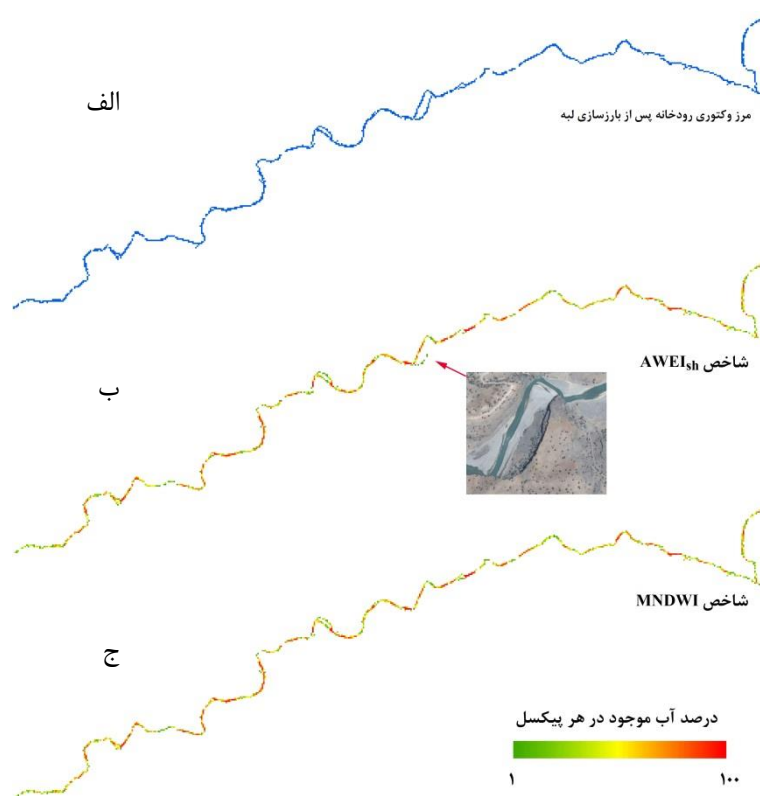 الف
مرز وکتوری رودخانه پس از بارزسازی لبه
شاخص AWEIsh
ب
شاخص MNDWI
ج
درصد آب موجود در هر پیکسل
۱ ۱۰۰